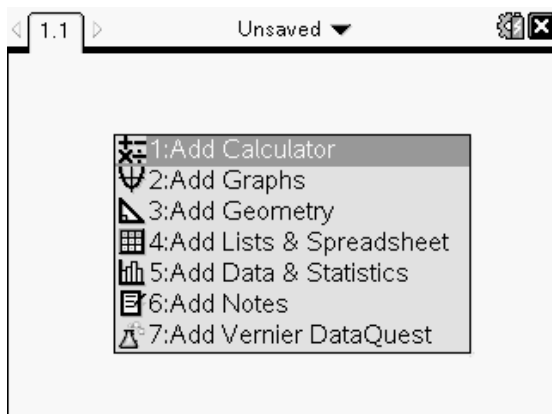 1.1 Unsaved
1:Add Calculator
2:Add Graphs
3:Add Geometry
4:Add Lists & Spreadsheet
5:Add Data & Statistics
6:Add Notes
7:Add Vernier DataQuest